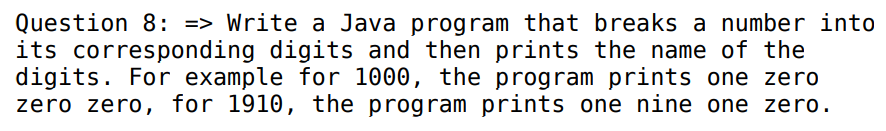 Question 8: => Write a Java program that breaks a number into
its corresponding digits and then prints the name of the
digits. For example for 1000, the program prints one zero
zero zero, for 1910, the program prints one nine one zero.